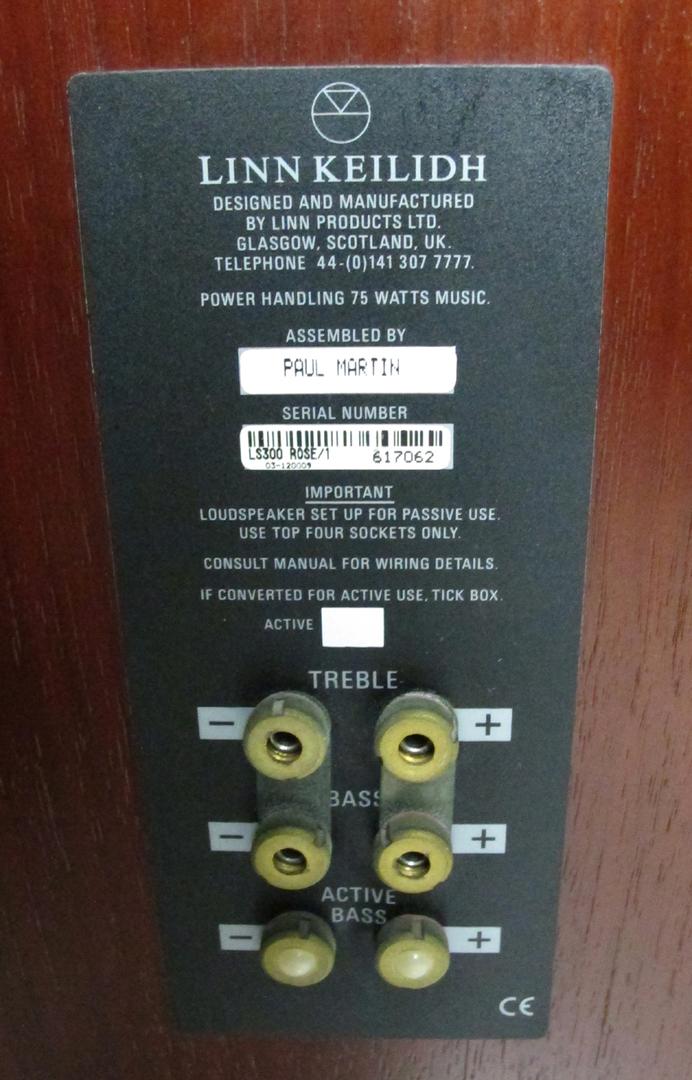 LINN KEILIDH
DESIGNED AND MANUFACTURED
BY LINN PRODUCTS LTD.
GLASGOW, SCOTLAND, UK.
TELEPHONE 44-(0)141 307 7777.
POWER HANDLING 75 WATTS MUSIC.
ASSEMBLED BY
PAUL MARTIN
SERIAL NUMBER
LS300 ROSE/1 617062
03-120009
IMPORTANT
LOUDSPEAKER SET UP FOR PASSIVE USE.
USE TOP FOUR SOCKETS ONLY.
CONSULT MANUAL FOR WIRING DETAILS.
IF CONVERTED FOR ACTIVE USE, TICK BOX.
ACTIVE
TREBLE
− +
BASS
− +
ACTIVE
BASS
− +
CE